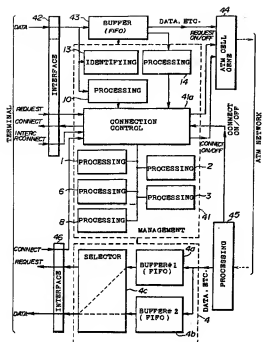 42
43
BUFFER
(FIFO)
DATA, ETC.
44
DATA
INTERFACE
REQUEST
ON/OFF
13
IDENTIFYING
PROCESSING
14
10
PROCESSING
41a
ATM CELL
GENE
REQUEST
CONNECT
INTERC
R/CONNECT
CONNECTION
CONTROL
CONNECT
ON/OFF
CONNECT
ON/OFF
TERMINAL
ATM NETWORK
1
PROCESSING
PROCESSING
2
6
PROCESSING
PROCESSING
3
8
PROCESSING
41
MANAGEMENT
45
PROCESSING
46
CONNECT
REQUEST
INTERFACE
SELECTOR
4c
4a
BUFFER#1
(FIFO)
DATA, ETC.
4
DATA
BUFFER#2
(FIFO)
4b